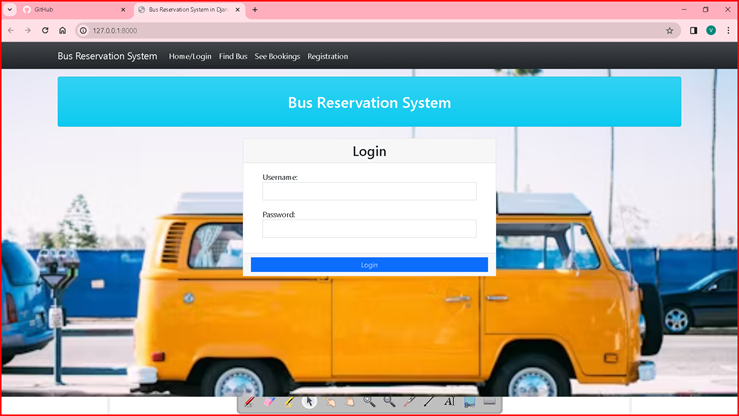 GitHub
Bus Reservation System in Djan
127.0.0.1:8000
V
Bus Reservation System Home/Login Find Bus See Bookings Registration
Bus Reservation System
Login
Username:
Password:
Login
A